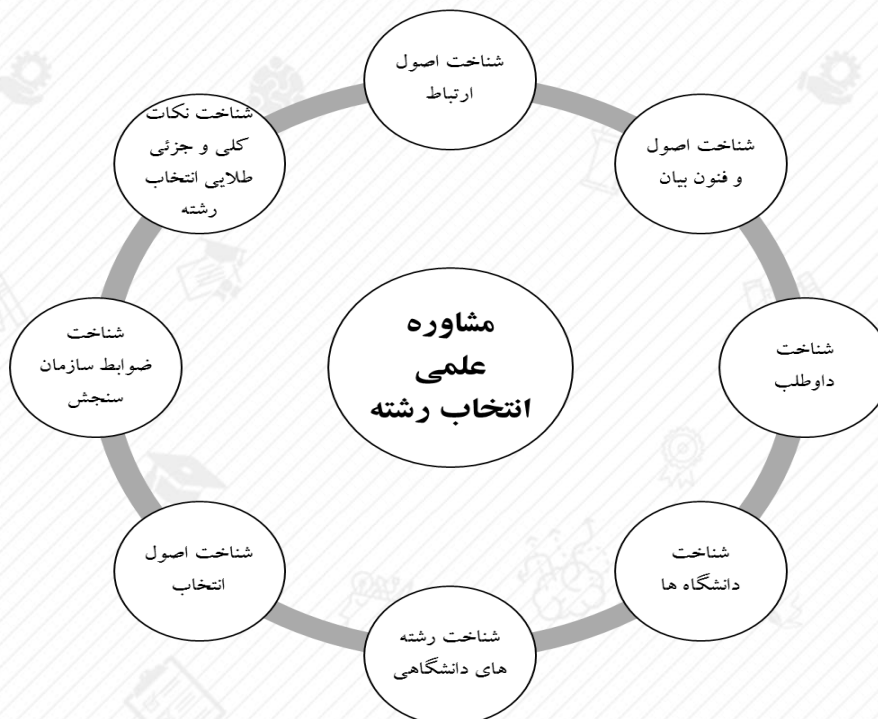 شناخت اصول
ارتباط
شناخت اصول
و فنون بیان
شناخت
داوطلب
شناخت
دانشگاه ها
شناخت رشته
های دانشگاهی
شناخت اصول
انتخاب
شناخت
ضوابط سازمان
سنجش
شناخت نکات
کلی و جزئی
طلایی انتخاب
رشته
مشاوره
علمی
انتخاب رشته